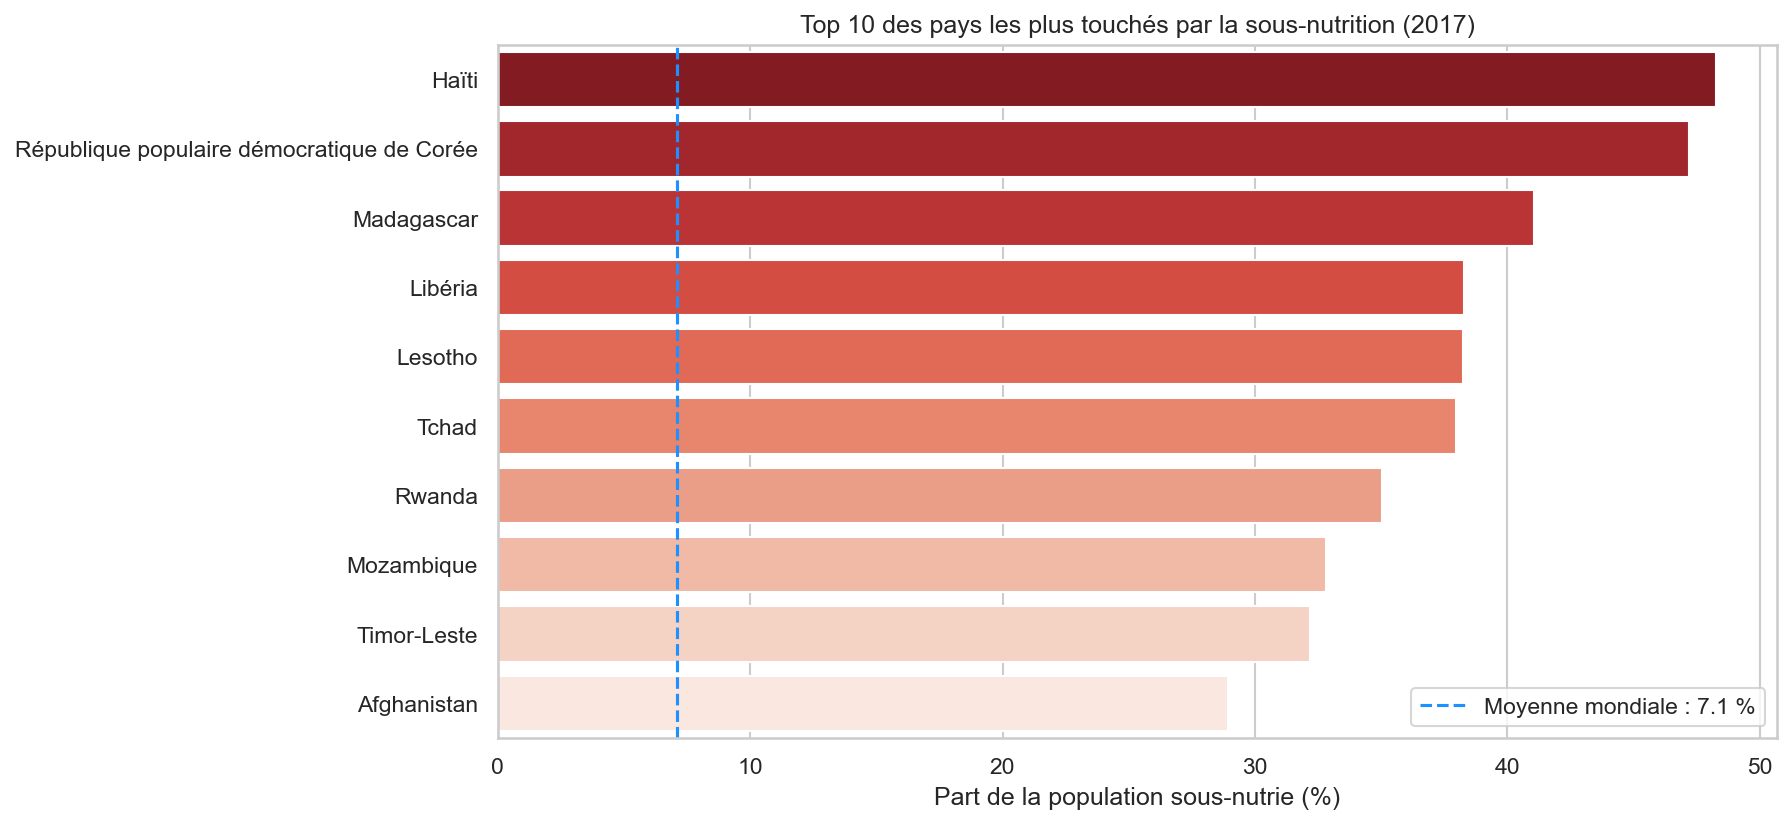 Top 10 des pays les plus touchés par la sous-nutrition (2017)
Haïti
République populaire démocratique de Corée
Madagascar
Libéria
Lesotho
Tchad
Rwanda
Mozambique
Timor-Leste
Afghanistan
Moyenne mondiale : 7.1 %
0 10 20 30 40 50
Part de la population sous-nutrie (%)